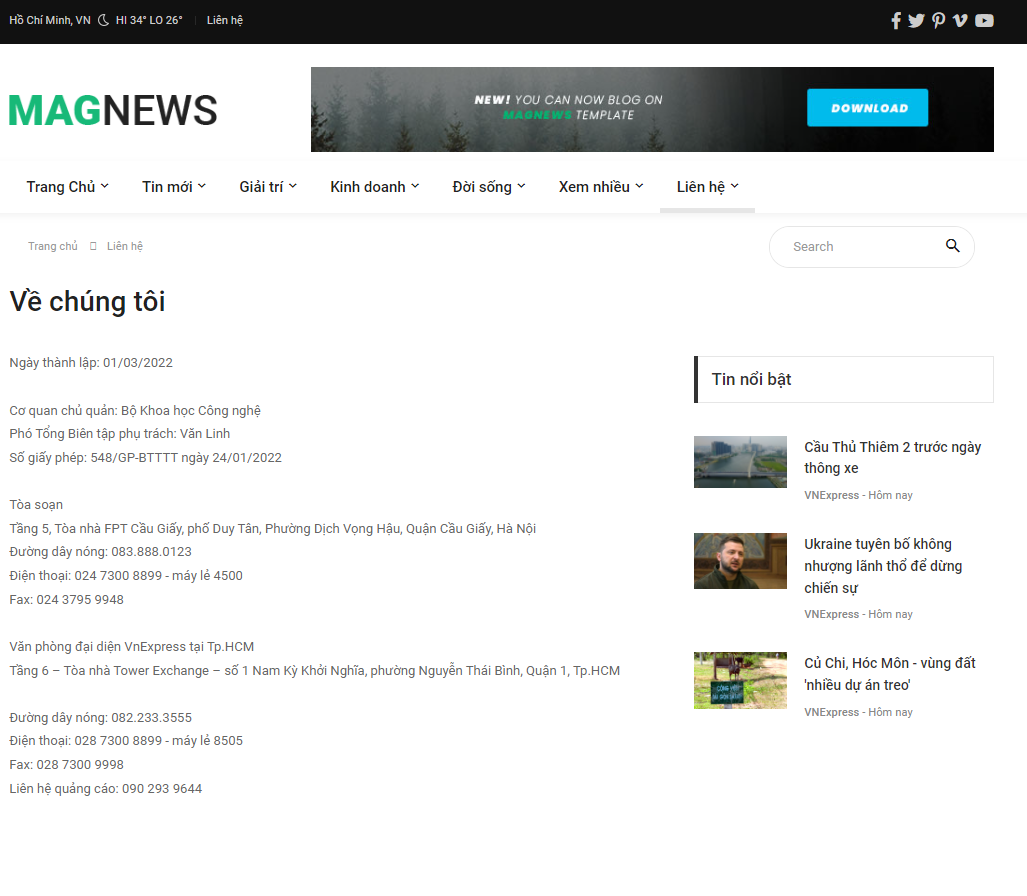 Hồ Chí Minh, VN HI 34° LO 26° Liên hệ
MAGNEWS
NEW! YOU CAN NOW BLOG ON
MAGNEWS TEMPLATE
DOWNLOAD
Trang Chủ Tin mới Giải trí Kinh doanh Đời sống Xem nhiều Liên hệ
Trang chủ Liên hệ
Search
Về chúng tôi
Ngày thành lập: 01/03/2022
Cơ quan chủ quản: Bộ Khoa học Công nghệ
Phó Tổng Biên tập phụ trách: Văn Linh
Số giấy phép: 548/GP-BTTTT ngày 24/01/2022
Tòa soạn
Tầng 5, Tòa nhà FPT Cầu Giấy, phố Duy Tân, Phường Dịch Vọng Hậu, Quận Cầu Giấy, Hà Nội
Đường dây nóng: 083.888.0123
Điện thoại: 024 7300 8899 - máy lẻ 4500
Fax: 024 3795 9948
Văn phòng đại diện VnExpress tại Tp.HCM
Tầng 6 – Tòa nhà Tower Exchange – số 1 Nam Kỳ Khởi Nghĩa, phường Nguyễn Thái Bình, Quận 1, Tp.HCM
Đường dây nóng: 082.233.3555
Điện thoại: 028 7300 8899 - máy lẻ 8505
Fax: 028 7300 9998
Liên hệ quảng cáo: 090 293 9644
Tin nổi bật
Cầu Thủ Thiêm 2 trước ngày
thông xe
VNExpress - Hôm nay
Ukraine tuyên bố không
nhượng lãnh thổ để dừng
chiến sự
VNExpress - Hôm nay
CÔNG VIÊN
Củ Chi, Hóc Môn - vùng đất
'nhiều dự án treo'
VNExpress - Hôm nay